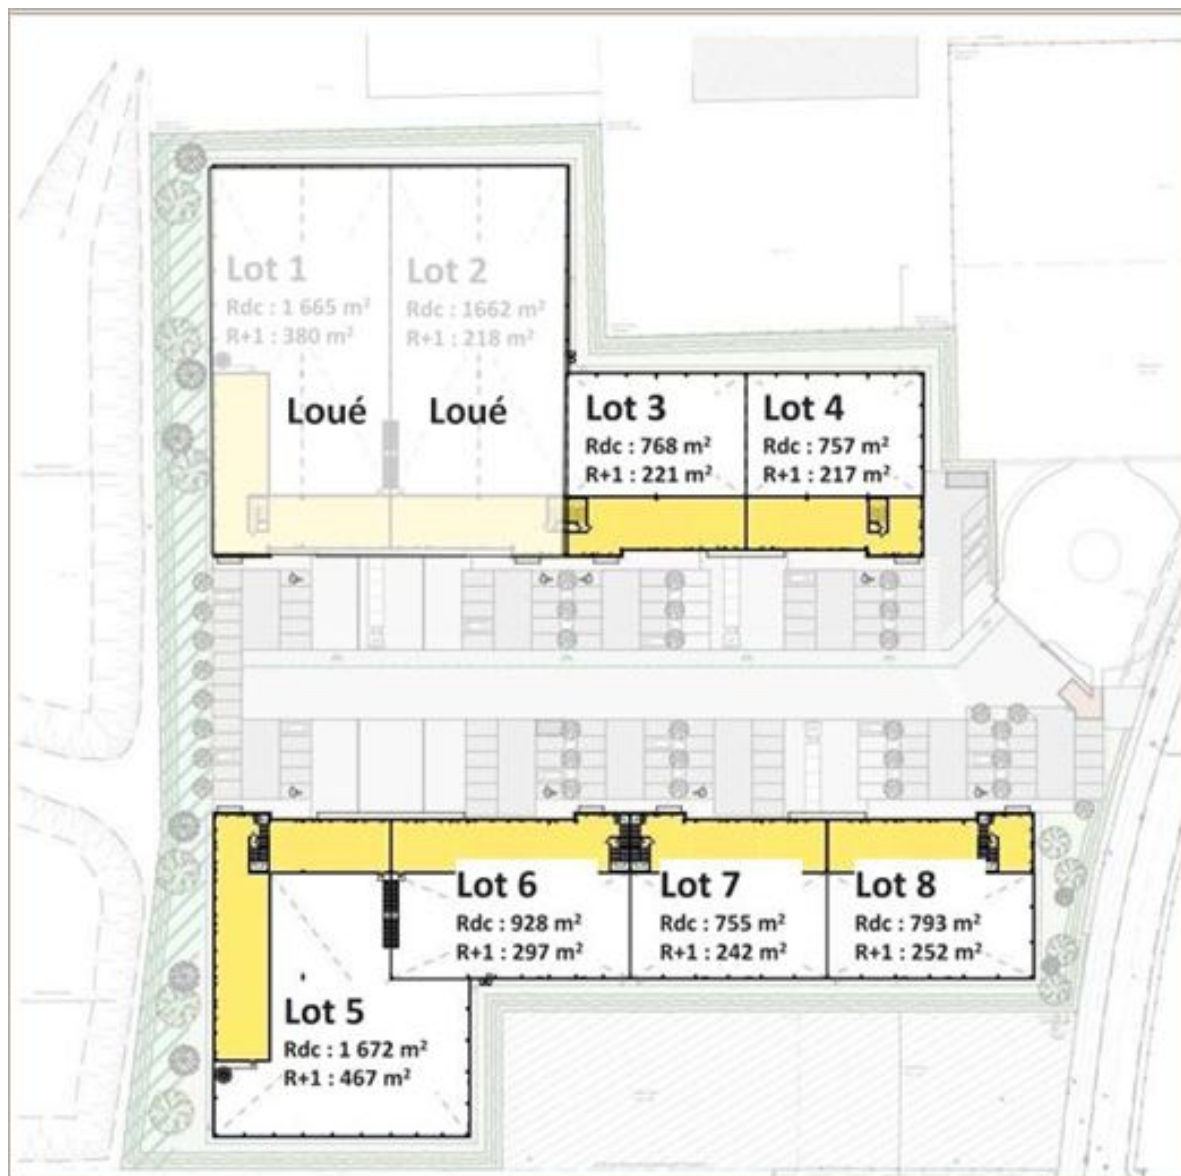 Lot 1
Rdc : 1 665 m²
R+1 : 380 m²
Loué
Lot 2
Rdc : 1662 m²
R+1 : 218 m²
Loué
Lot 3
Rdc : 768 m²
R+1 : 221 m²
Lot 4
Rdc : 757 m²
R+1 : 217 m²
Lot 6
Rdc : 928 m²
R+1 : 297 m²
Lot 7
Rdc : 755 m²
R+1 : 242 m²
Lot 8
Rdc : 793 m²
R+1 : 252 m²
Lot 5
Rdc : 1 672 m²
R+1 : 467 m²